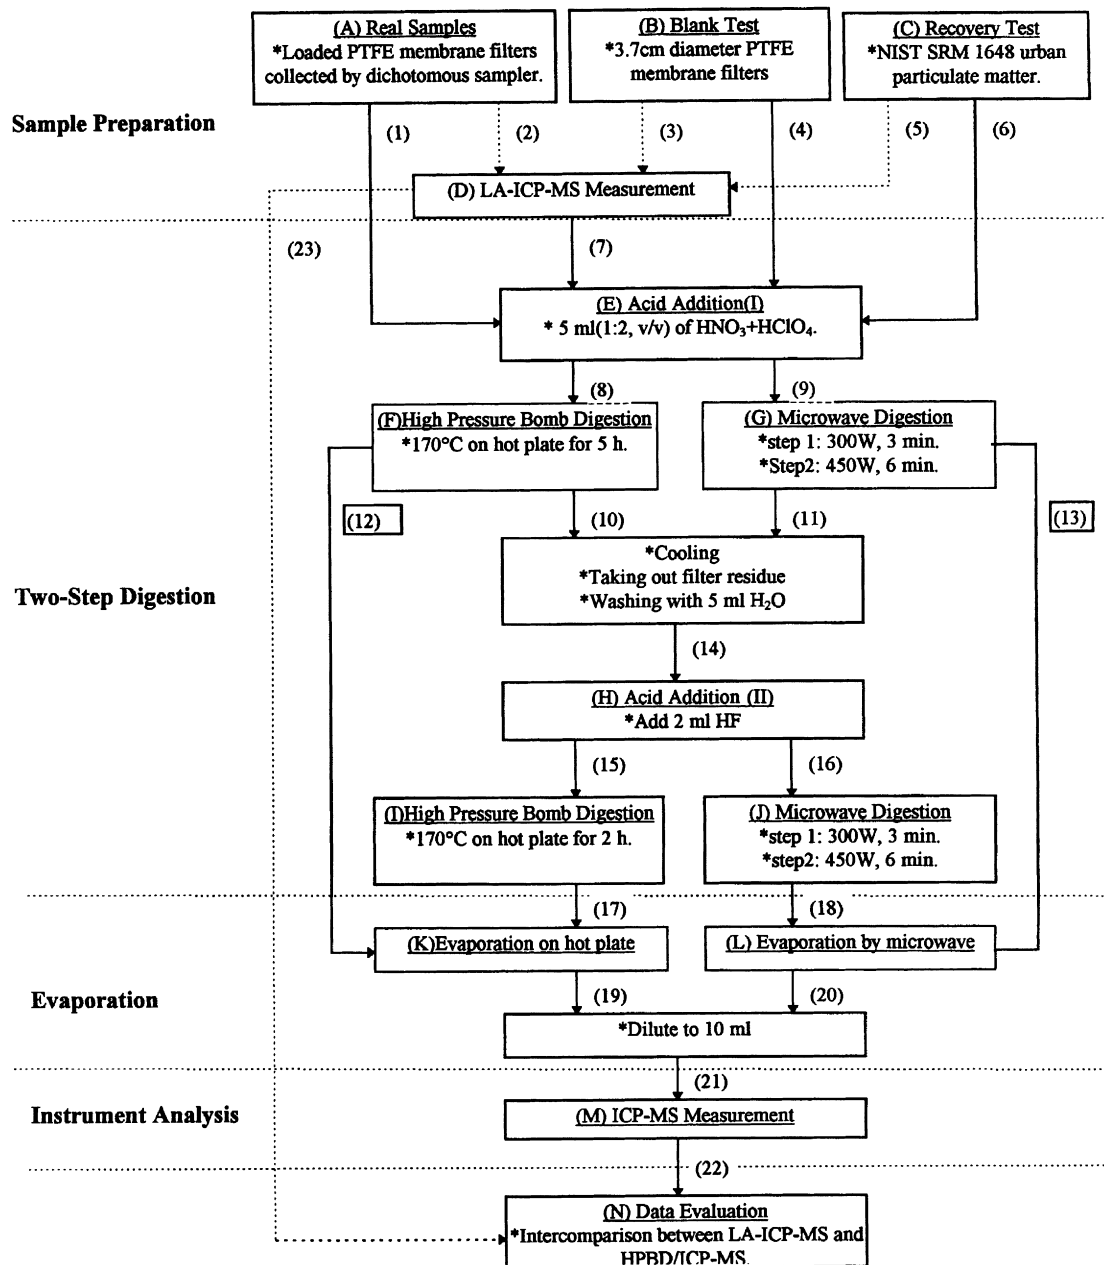 (A) Real Samples
*Loaded PTFE membrane filters
collected by dichotomous sampler.
(B) Blank Test
*3.7cm diameter PTFE
membrane filters
(C) Recovery Test
*NIST SRM 1648 urban
particulate matter.
Sample Preparation
(1)
(2)
(3)
(4)
(5)
(6)
(D) LA-ICP-MS Measurement
(23)
(7)
(E) Acid Addition(I)
* 5 ml(1:2, v/v) of HNO₃+HClO₄.
(8)
(9)
(F)High Pressure Bomb Digestion
*170°C on hot plate for 5 h.
(G) Microwave Digestion
*step 1: 300W, 3 min.
*Step2: 450W, 6 min.
(12)
(10)
(11)
(13)
*Cooling
*Taking out filter residue
*Washing with 5 ml H₂O
Two-Step Digestion
(14)
(H) Acid Addition (II)
*Add 2 ml HF
(15)
(16)
(I)High Pressure Bomb Digestion
*170°C on hot plate for 2 h.
(J) Microwave Digestion
*step 1: 300W, 3 min.
*step2: 450W, 6 min.
(17)
(18)
(K)Evaporation on hot plate
(L) Evaporation by microwave
Evaporation
(19)
(20)
*Dilute to 10 ml
(21)
Instrument Analysis
(M) ICP-MS Measurement
(22)
(N) Data Evaluation
*Intercomparison between LA-ICP-MS and
HPBD/ICP-MS.